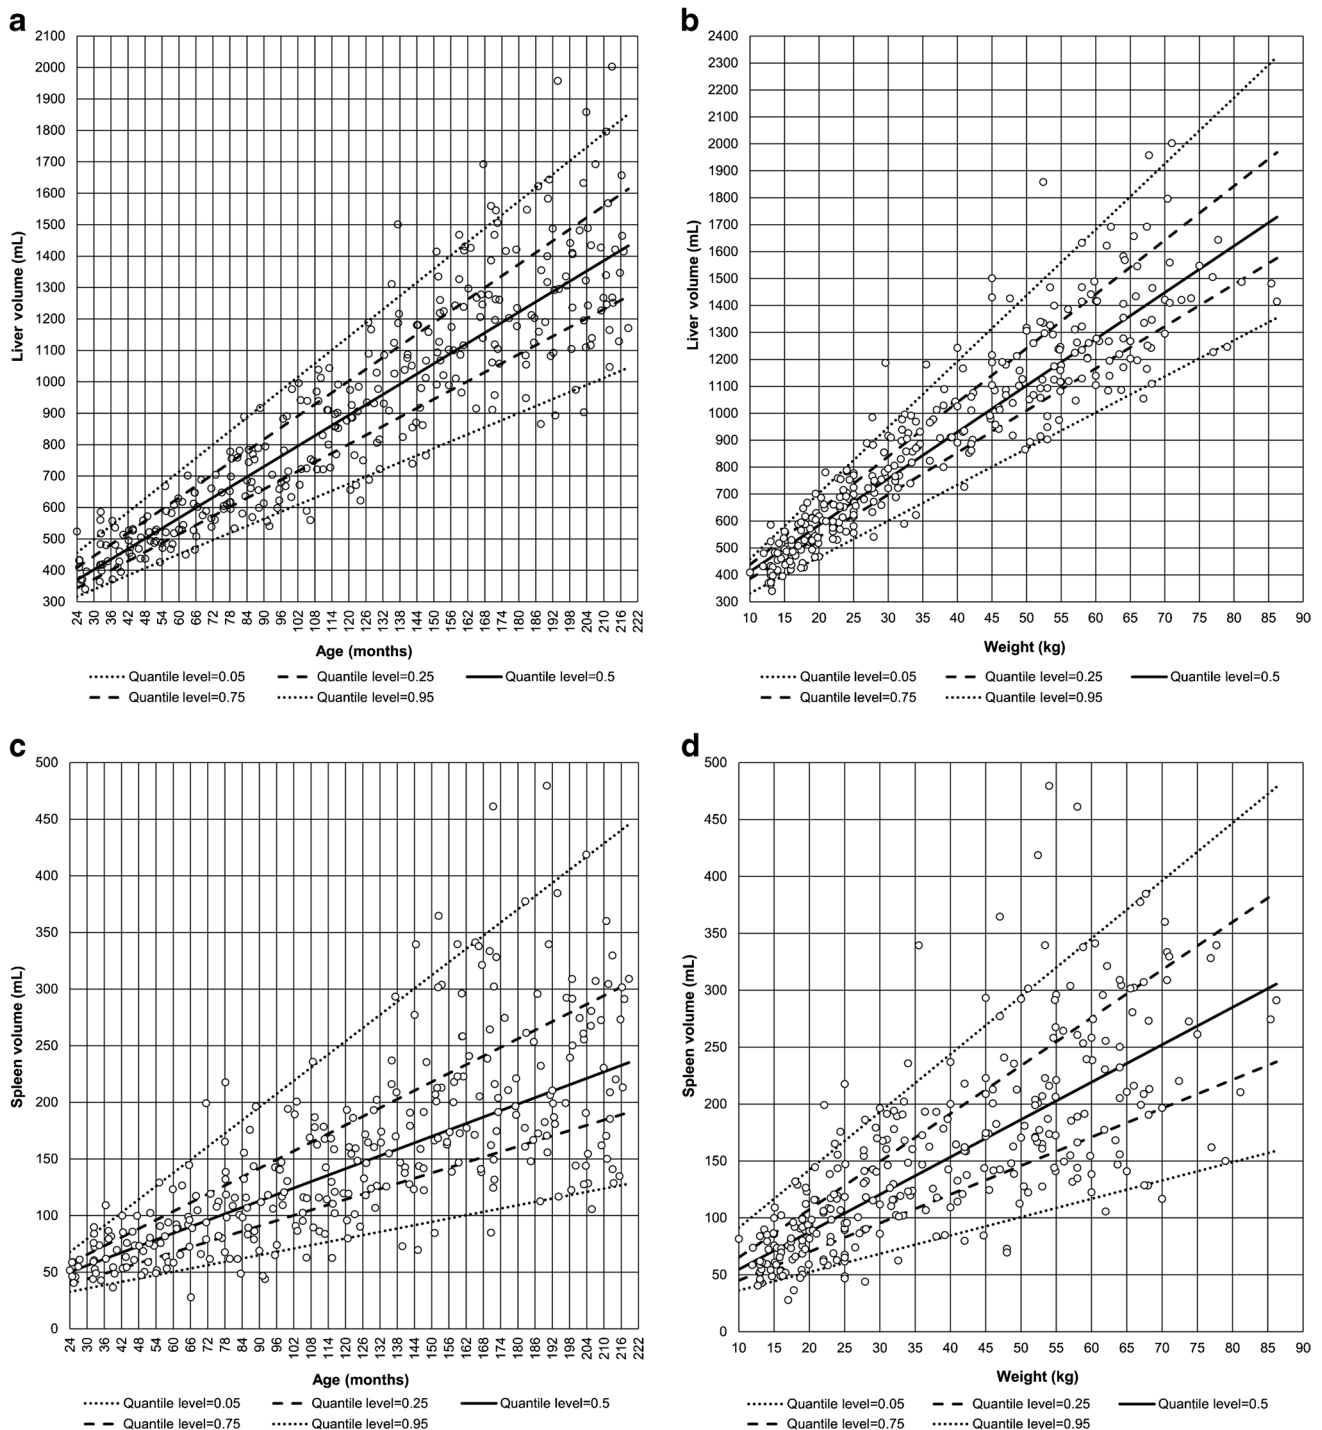 a
2100
2000
1900
1800
1700
1600
1500
1400
1300
1200
1100
1000
900
800
700
600
500
400
300
Liver volume (mL)
24 30 36 42 48 54 60 66 72 78 84 90 96 102 108 114 120 126 132 138 144 150 156 162 168 174 180 186 192 198 204 210 216 222
Age (months)
Quantile level=0.05 Quantile level=0.25 Quantile level=0.5
Quantile level=0.75 Quantile level=0.95
b
2400
2300
2200
2100
2000
1900
1800
1700
1600
1500
1400
1300
1200
1100
1000
900
800
700
600
500
400
300
Liver volume (mL)
10 15 20 25 30 35 40 45 50 55 60 65 70 75 80 85 90
Weight (kg)
Quantile level=0.05 Quantile level=0.25 Quantile level=0.5
Quantile level=0.75 Quantile level=0.95
c
500
450
400
350
300
250
200
150
100
50
0
Spleen volume (mL)
24 30 36 42 48 54 60 66 72 78 84 90 96 102 108 114 120 126 132 138 144 150 156 162 168 174 180 186 192 198 204 210 216 222
Age (months)
Quantile level=0.05 Quantile level=0.25 Quantile level=0.5
Quantile level=0.75 Quantile level=0.95
d
500
450
400
350
300
250
200
150
100
50
0
Spleen volume (mL)
10 15 20 25 30 35 40 45 50 55 60 65 70 75 80 85 90
Weight (kg)
Quantile level=0.05 Quantile level=0.25 Quantile level=0.5
Quantile level=0.75 Quantile level=0.95